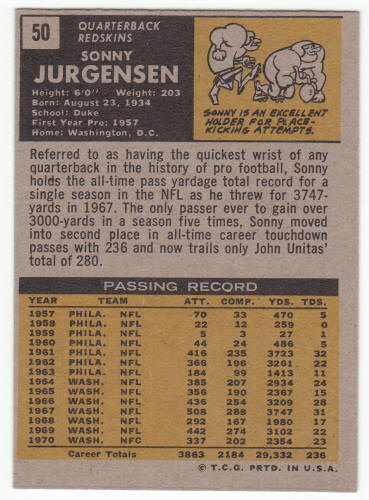 50
QUARTERBACK
REDSKINS
SONNY
JURGENSEN
Height: 6'0" Weight: 203
Born: August 23, 1934
School: Duke
First Year Pro: 1957
Home: Washington, D.C.
SONNY IS AN EXCELLENT
HOLDER FOR PLACE-
KICKING ATTEMPTS.
Referred to as having the quickest wrist of any
quarterback in the history of pro football, Sonny
holds the all-time pass yardage total record for a
single season in the NFL as he threw for 3747-
yards in 1967. The only passer ever to gain over
3000-yards in a season five times, Sonny moved
into second place in all-time career touchdown
passes with 236 and now trails only John Unitas'
total of 280.
PASSING RECORD
YEAR TEAM ATT. COMP. YDS. TDS.
1957 PHILA. NFL 70 33 470 5
1958 PHILA. NFL 22 12 259 0
1959 PHILA. NFL 5 3 27 1
1960 PHILA. NFL 44 24 486 5
1961 PHILA. NFL 416 235 3723 32
1962 PHILA. NFL 366 196 3261 22
1963 PHILA. NFL 184 99 1413 11
1964 WASH. NFL 385 207 2934 24
1965 WASH. NFL 356 190 2367 15
1966 WASH. NFL 436 254 3209 28
1967 WASH. NFL 508 288 3747 31
1968 WASH. NFL 292 167 1980 17
1969 WASH. NFL 442 274 3102 22
1970 WASH. NFC 337 202 2354 23
Career Totals 3863 2184 29,332 236
© T.C.G. PRTD. IN U.S.A.